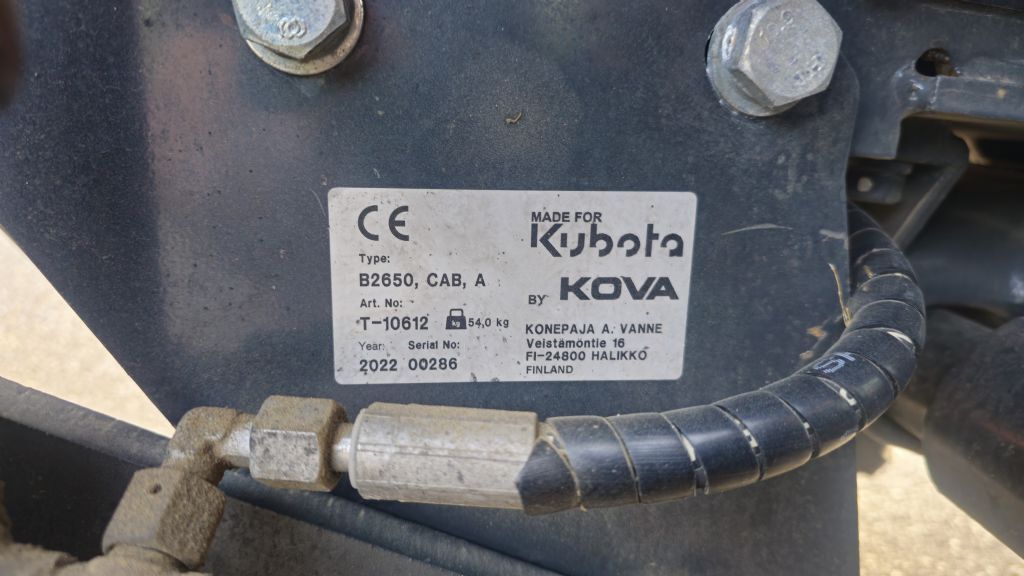 CE
Type:
B2650, CAB, A
Art. No:
T-10612 kg 54,0 kg
Year: Serial No:
2022 00286
MADE FOR
Kubota
BY KOVA
KONEPAJA A. VANNE
Veistämöntie 16
FI-24800 HALIKKO
FINLAND